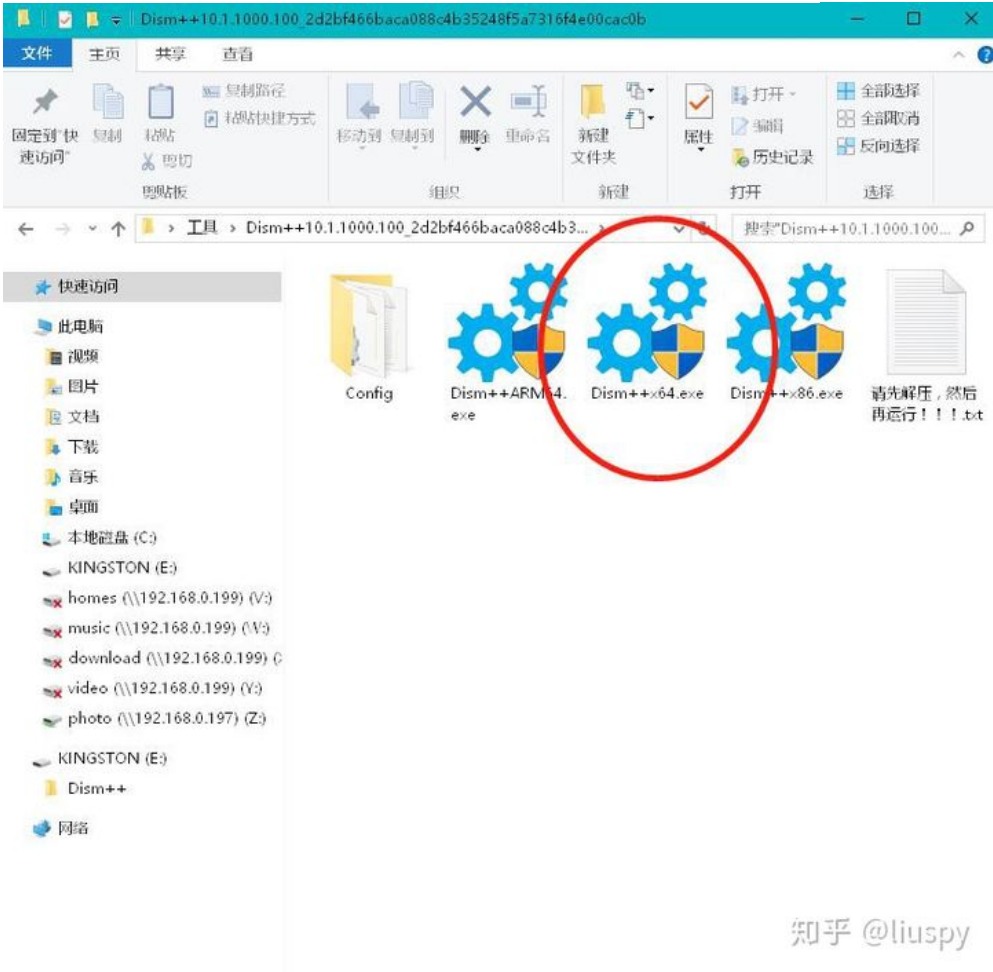 Dism++10.1.1000.100_2d2bf466baca088c4b35248f5a7316f4e00cac0b
文件 主页 共享 查看
固定到"快速访问"
复制
粘贴
复制路径
粘贴快捷方式
剪切
剪贴板
移动到 复制到
删除 重命名
组织
新建
文件夹
新建
属性
打开
编辑
历史记录
打开
全部选择
全部取消
反向选择
选择
工具 > Dism++10.1.1000.100_2d2bf466baca088c4b3... >
搜索"Dism++10.1.1000.100...
快速访问
此电脑
视频
图片
文档
下载
音乐
桌面
本地磁盘 (C:)
KINGSTON (E:)
homes (\\192.168.0.199) (V:)
music (\\192.168.0.199) (W:)
download (\\192.168.0.199) (
video (\\192.168.0.199) (Y:)
photo (\\192.168.0.197) (Z:)
KINGSTON (E:)
Dism++
网络
Config
Dism++ARM64.
exe
Dism++x64.exe
Dism++x86.exe
请先解压，然后
再运行！！！.txt
知乎 @liuspy